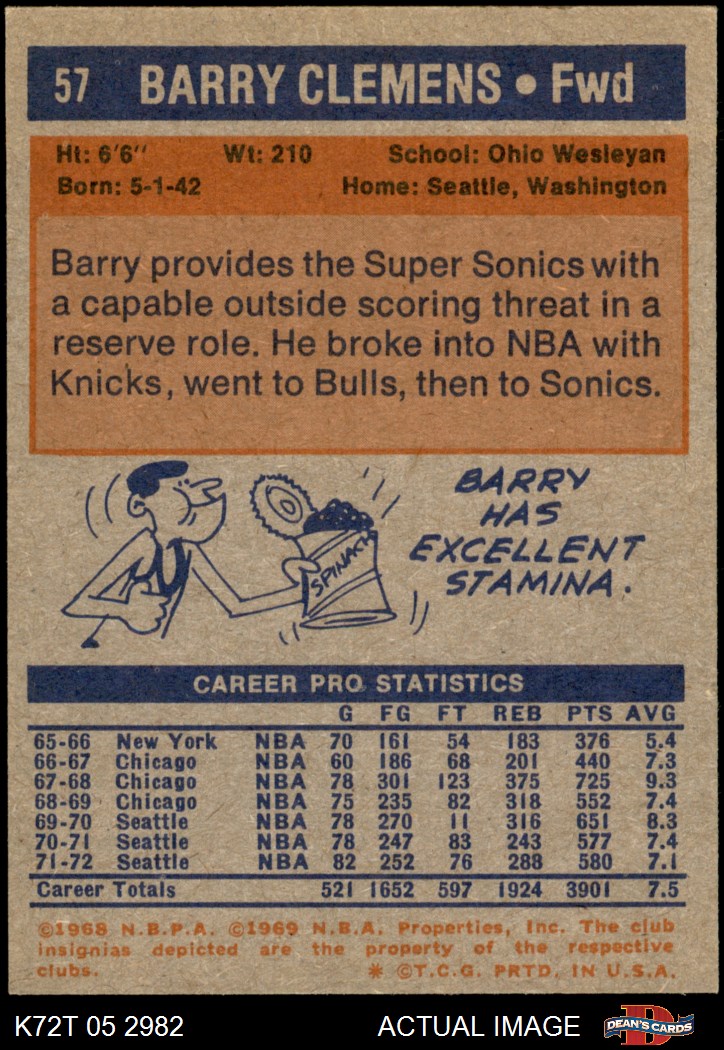 57 BARRY CLEMENS • Fwd
Ht: 6'6" Wt: 210 School: Ohio Wesleyan
Born: 5-1-42 Home: Seattle, Washington
Barry provides the Super Sonics with
a capable outside scoring threat in a
reserve role. He broke into NBA with
Knicks, went to Bulls, then to Sonics.
SPINACH
BARRY
HAS
EXCELLENT
STAMINA.
CAREER PRO STATISTICS
G FG FT REB PTS AVG
65-66 New York NBA 70 161 54 183 376 5.4
66-67 Chicago NBA 60 186 68 201 440 7.3
67-68 Chicago NBA 78 301 123 375 725 9.3
68-69 Chicago NBA 75 235 82 318 552 7.4
69-70 Seattle NBA 78 270 11 316 651 8.3
70-71 Seattle NBA 78 247 83 243 577 7.4
71-72 Seattle NBA 82 252 76 288 580 7.1
Career Totals 521 1652 597 1924 3901 7.5
©1968 N.B.P.A. ©1969 N.B.A. Properties, Inc. The club
insignias depicted are the property of the respective
clubs. * ©T.C.G. PRTD. IN U.S.A.
K72T 05 2982 ACTUAL IMAGE D DEAN'S CARDS